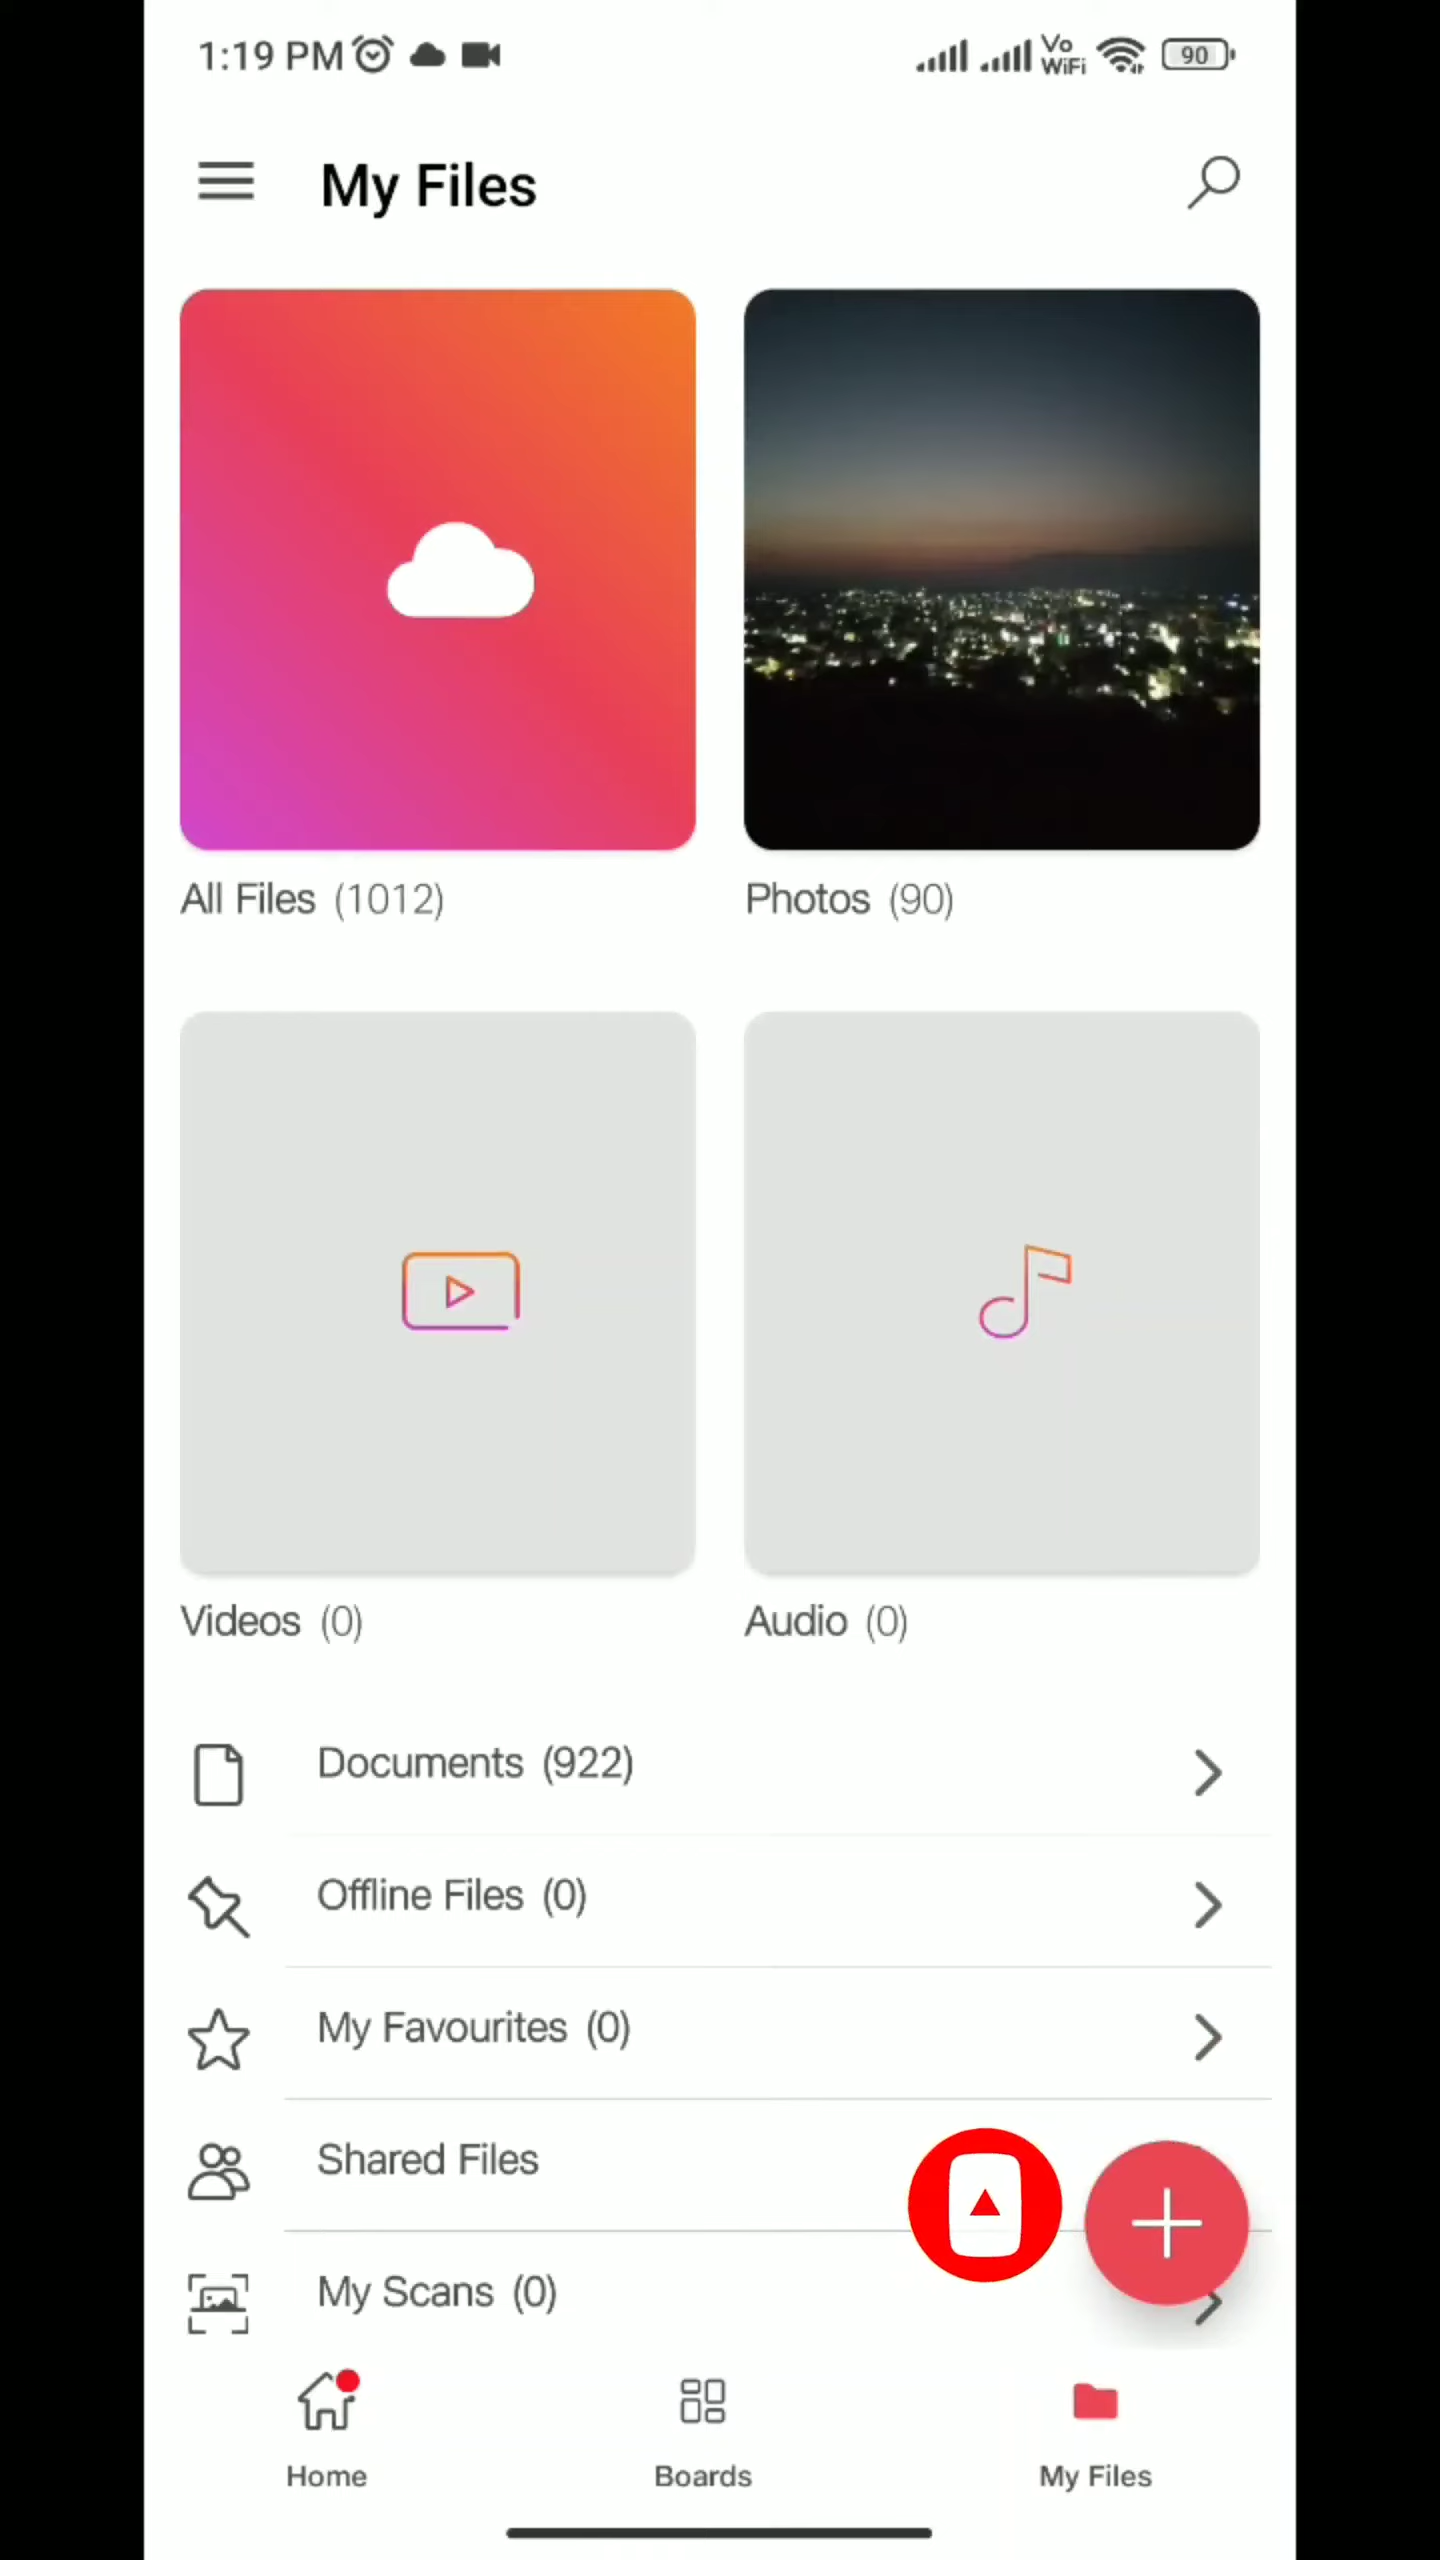 1:19 PM
Vo
WiFi
90
My Files
All Files (1012)
Photos (90)
Videos (0)
Audio (0)
Documents (922)
Offline Files (0)
My Favourites (0)
Shared Files
My Scans (0)
Home
Boards
My Files